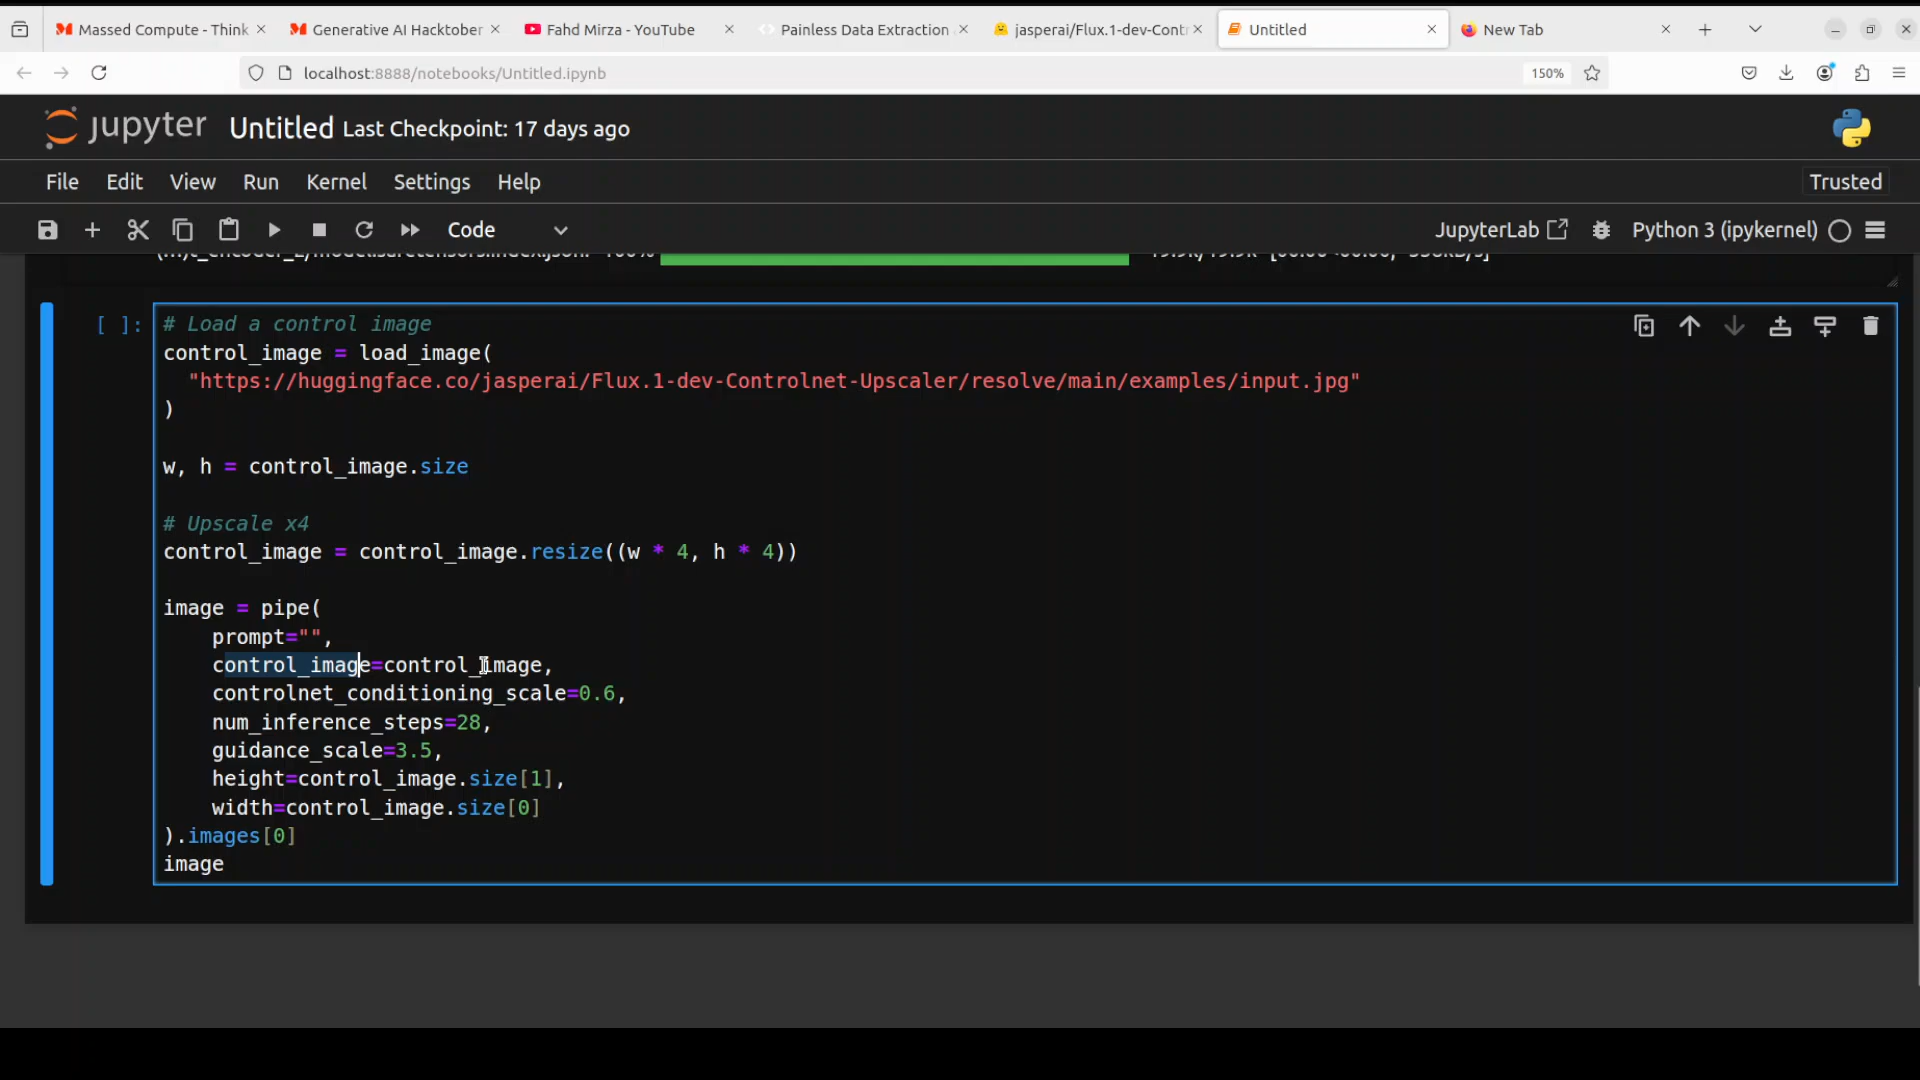 Massed Compute - Think
Generative AI Hacktober
Fahd Mirza - YouTube
Painless Data Extraction
jasperai/Flux.1-dev-Contr
Untitled
New Tab
localhost:8888/notebooks/Untitled.ipynb
150%
jupyter Untitled Last Checkpoint: 17 days ago
File Edit View Run Kernel Settings Help
Trusted
Code
JupyterLab
Python 3 (ipykernel)
[ ]:
# Load a control image
control_image = load_image(
"https://huggingface.co/jasperai/Flux.1-dev-Controlnet-Upscaler/resolve/main/examples/input.jpg"
)
w, h = control_image.size
# Upscale x4
control_image = control_image.resize((w * 4, h * 4))
image = pipe(
prompt="",
control_image=control_image,
controlnet_conditioning_scale=0.6,
num_inference_steps=28,
guidance_scale=3.5,
height=control_image.size[1],
width=control_image.size[0]
).images[0]
image